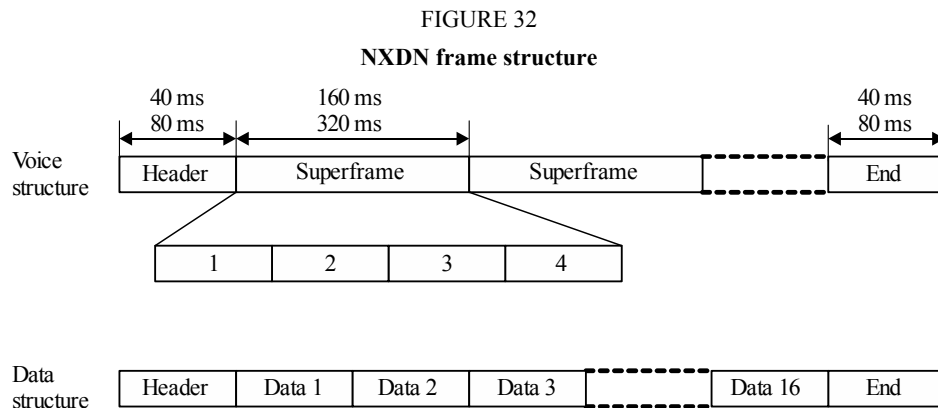 FIGURE 32
NXDN frame structure
40 ms
80 ms
160 ms
320 ms
40 ms
80 ms
Voice
structure
Header
Superframe
Superframe
End
1
2
3
4
Data
structure
Header
Data 1
Data 2
Data 3
Data 16
End